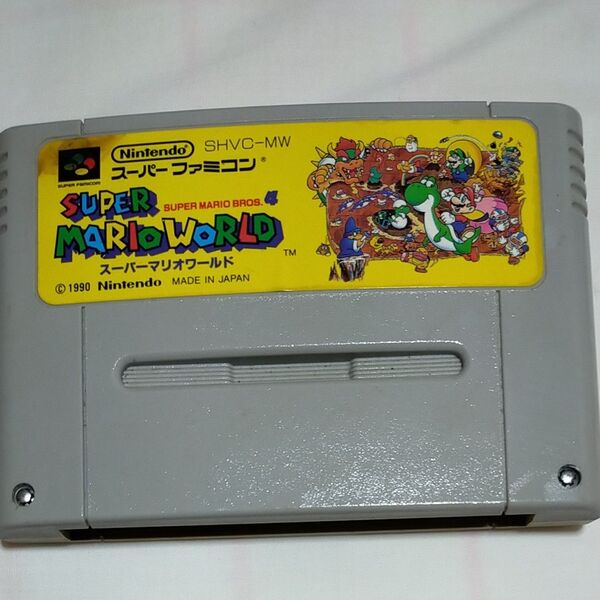 SUPER FAMICOM
Nintendo SHVC-MW
スーパーファミコン®
SUPER MARIO BROS. 4
SUPER MARIO WORLD ™
スーパーマリオワールド
© 1990 Nintendo MADE IN JAPAN